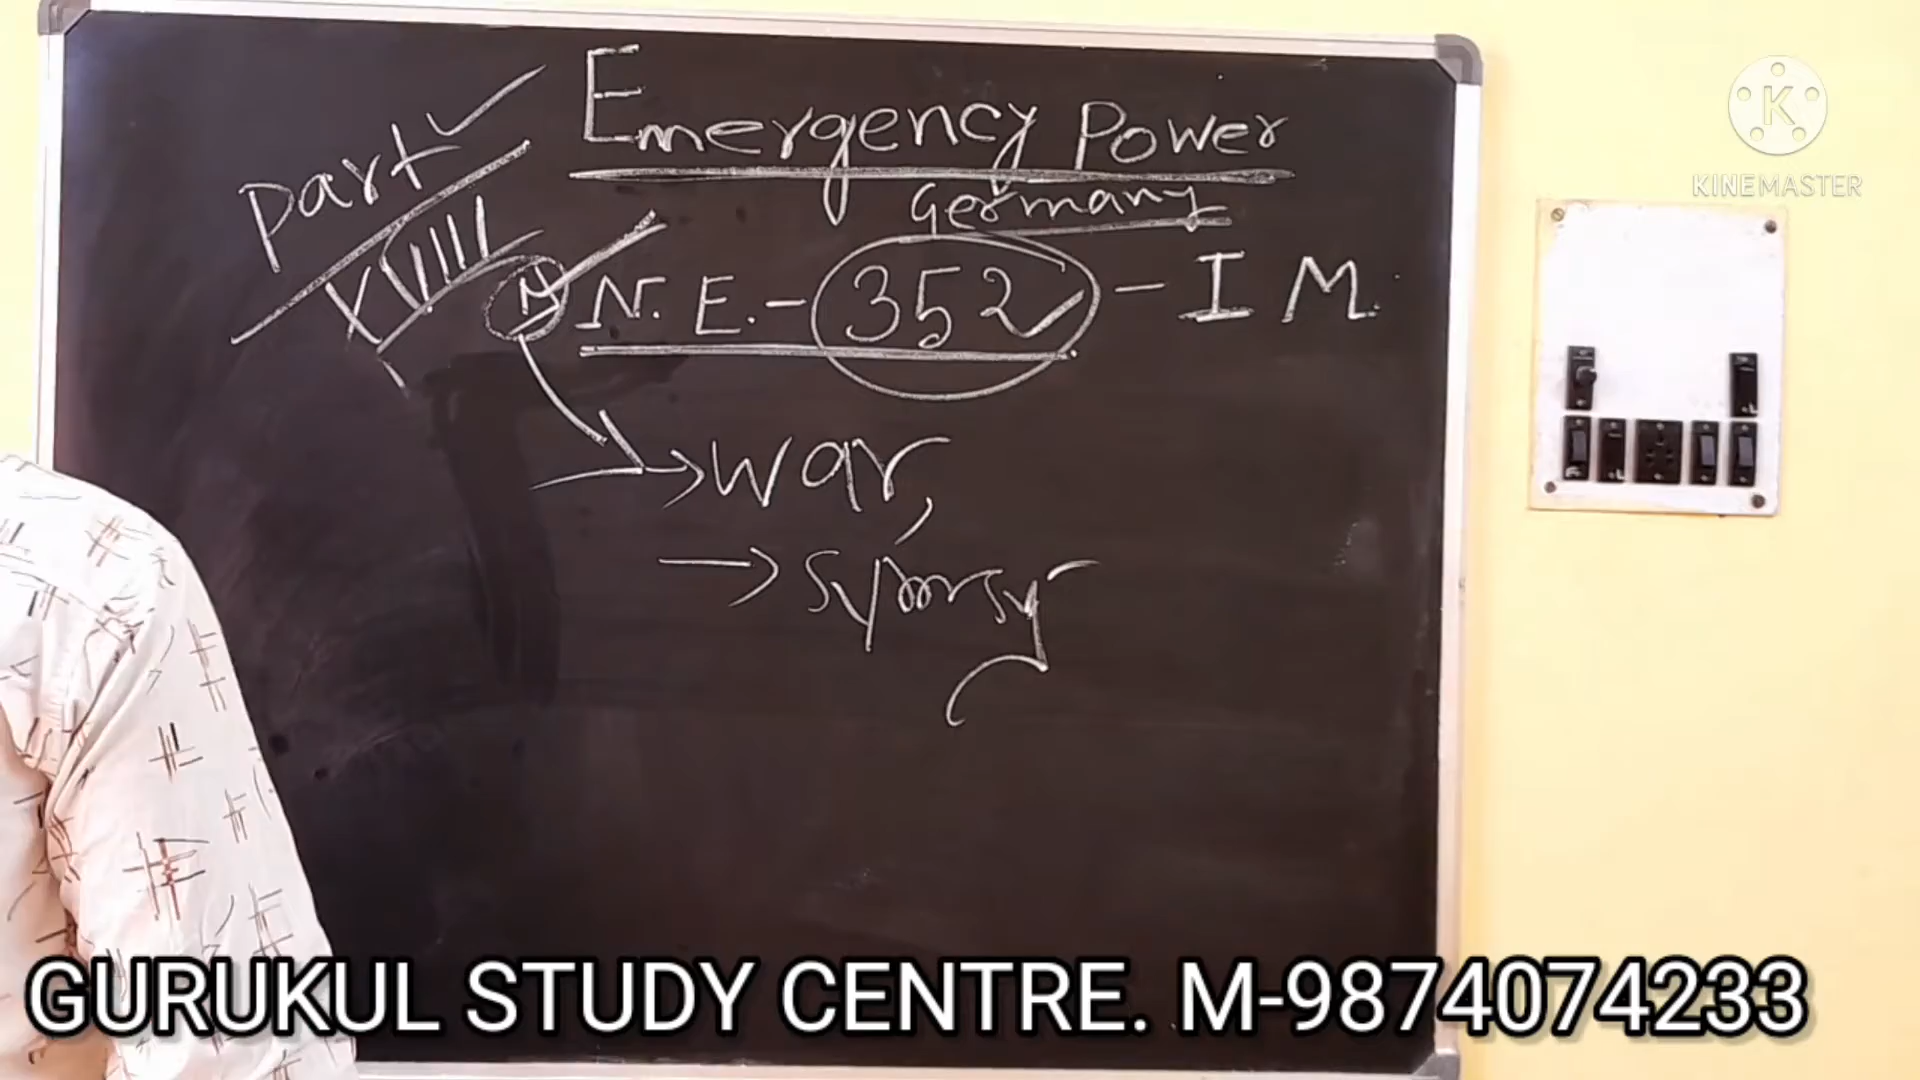 Emergency Power
part
Germany
XVIII
N. E. - 352 - I M.
→ war,
→
K
KINEMASTER
GURUKUL STUDY CENTRE. M-9874074233